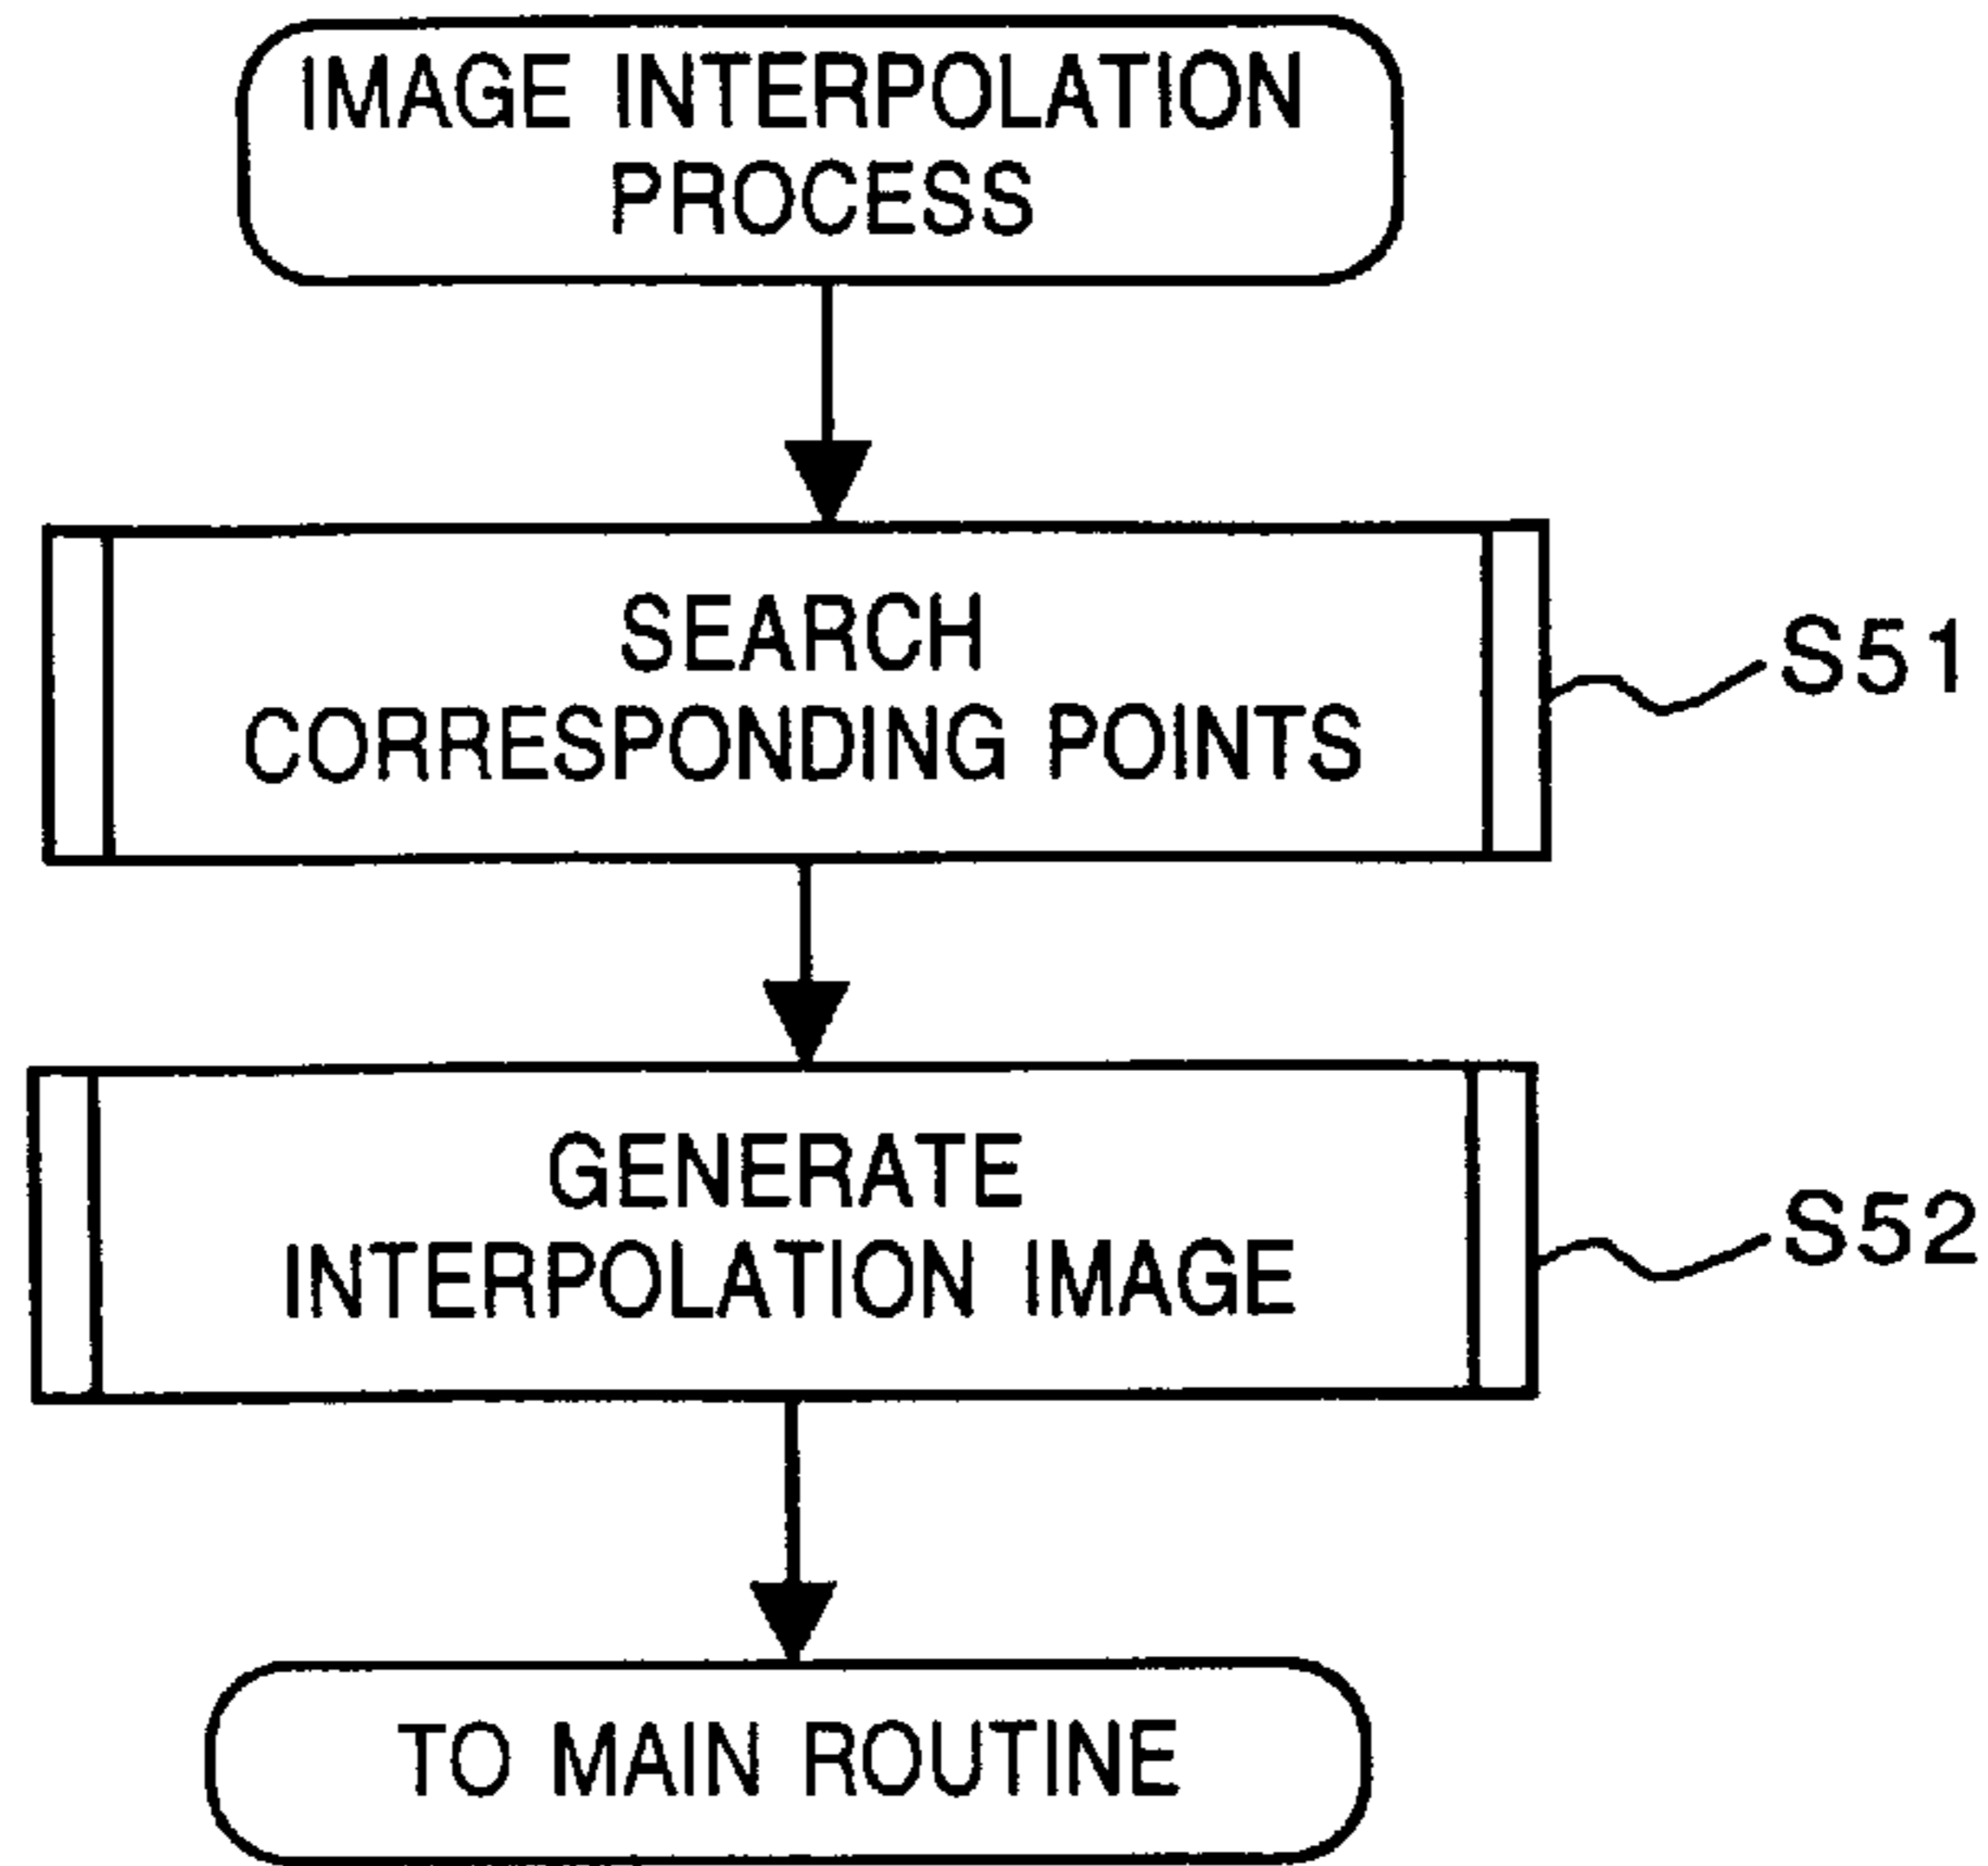 IMAGE INTERPOLATION
PROCESS
SEARCH
CORRESPONDING POINTS
S51
GENERATE
INTERPOLATION IMAGE
S52
TO MAIN ROUTINE